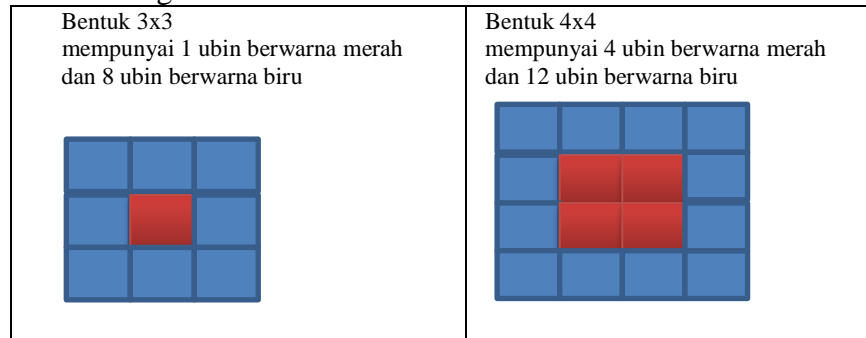 Bentuk 3x3
mempunyai 1 ubin berwarna merah
dan 8 ubin berwarna biru
Bentuk 4x4
mempunyai 4 ubin berwarna merah
dan 12 ubin berwarna biru